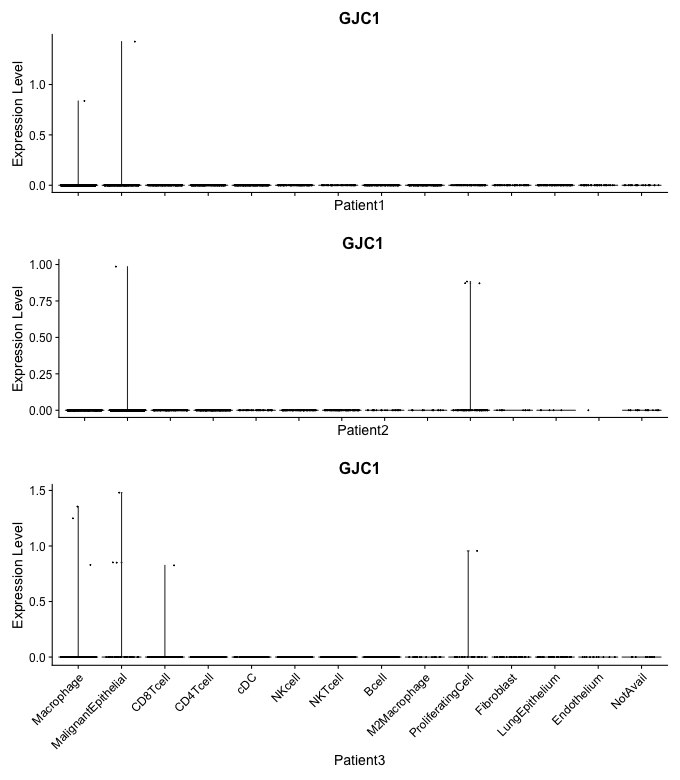 GJC1
Expression Level
1.0
0.5
0.0
Patient1
GJC1
Expression Level
1.00
0.75
0.50
0.25
0.00
Patient2
GJC1
Expression Level
1.5
1.0
0.5
0.0
Macrophage
MalignantEpithelial
CD8Tcell
CD4Tcell
cDC
NKcell
NKTcell
Bcell
M2Macrophage
ProliferatingCell
Fibroblast
LungEpithelium
Endothelium
NotAvail
Patient3